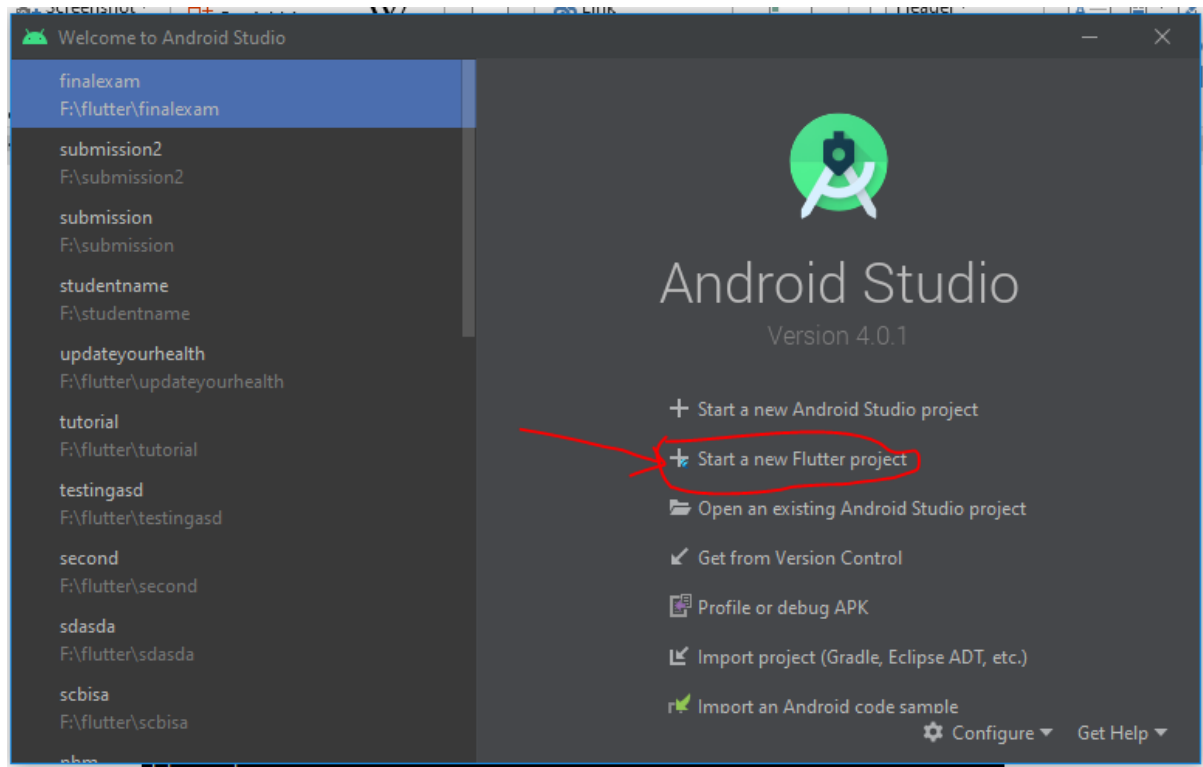 Screenshot
Link
Header
Welcome to Android Studio
finalexam
F:\flutter\finalexam
submission2
F:\submission2
submission
F:\submission
studentname
F:\studentname
updateyourhealth
F:\flutter\updateyourhealth
tutorial
F:\flutter\tutorial
testingasd
F:\flutter\testingasd
second
F:\flutter\second
sdasda
F:\flutter\sdasda
scbisa
F:\flutter\scbisa
Android Studio
Version 4.0.1
Start a new Android Studio project
Start a new Flutter project
Open an existing Android Studio project
Get from Version Control
Profile or debug APK
Import project (Gradle, Eclipse ADT, etc.)
Import an Android code sample
Configure Get Help